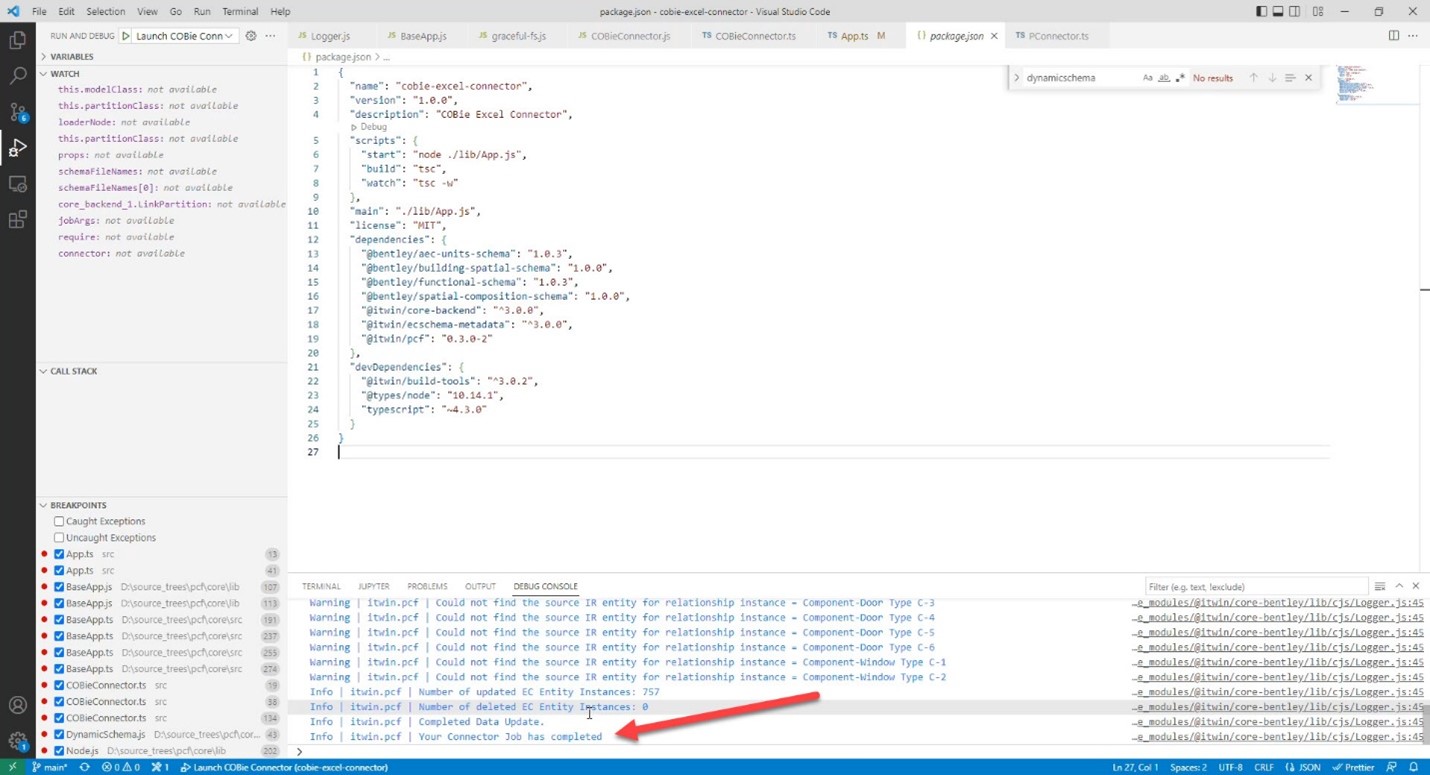 File Edit Selection View Go Run Terminal Help
package.json - cobie-excel-connector - Visual Studio Code
RUN AND DEBUG Launch COBie Conn
Logger.js BaseApp.js graceful-fs.js COBieConnector.js COBieConnector.ts App.ts M package.json PConnector.ts
package.json > ...
dynamicschema
No results
VARIABLES
WATCH
this.modelClass: not available
this.partitionClass: not available
loaderNode: not available
this.partitionClass: not available
props: not available
schemaFileNames: not available
schemaFileNames[0]: not available
core_backend_1.LinkPartition: not available
jobArgs: not available
require: not available
connector: not available
CALL STACK
BREAKPOINTS
Caught Exceptions
Uncaught Exceptions
App.ts src 13
App.ts src 41
BaseApp.js D:\source_trees\pcf\core\lib 107
BaseApp.js D:\source_trees\pcf\core\lib 113
BaseApp.ts D:\source_trees\pcf\core\src 191
BaseApp.ts D:\source_trees\pcf\core\src 237
BaseApp.ts D:\source_trees\pcf\core\src 255
BaseApp.ts D:\source_trees\pcf\core\src 274
COBieConnector.ts src 19
COBieConnector.ts src 58
COBieConnector.ts src 134
DynamicSchema.js D:\source_trees\pcf\cor... 43
Node.js D:\source_trees\pcf\core\lib 202
1 {
2 "name": "cobie-excel-connector",
3 "version": "1.0.0",
4 "description": "COBie Excel Connector",
Debug
5 "scripts": {
6 "start": "node ./lib/App.js",
7 "build": "tsc",
8 "watch": "tsc -w"
9 },
10 "main": "./lib/App.js",
11 "license": "MIT",
12 "dependencies": {
13 "@bentley/aec-units-schema": "1.0.3",
14 "@bentley/building-spatial-schema": "1.0.0",
15 "@bentley/functional-schema": "1.0.3",
16 "@bentley/spatial-composition-schema": "1.0.0",
17 "@itwin/core-backend": "^3.0.0",
18 "@itwin/ecschema-metadata": "^3.0.0",
19 "@itwin/pcf": "0.3.0-2"
20 },
21 "devDependencies": {
22 "@itwin/build-tools": "^3.0.2",
23 "@types/node": "10.14.1",
24 "typescript": "~4.3.0"
25 }
26 }
27
TERMINAL JUPYTER PROBLEMS OUTPUT DEBUG CONSOLE
Filter (e.g. text, !exclude)
Warning | itwin.pcf | Could not find the source IR entity for relationship instance = Component-Door Type C-3 …e_modules/@itwin/core-bentley/lib/cjs/Logger.js:45
Warning | itwin.pcf | Could not find the source IR entity for relationship instance = Component-Door Type C-4 …e_modules/@itwin/core-bentley/lib/cjs/Logger.js:45
Warning | itwin.pcf | Could not find the source IR entity for relationship instance = Component-Door Type C-5 …e_modules/@itwin/core-bentley/lib/cjs/Logger.js:45
Warning | itwin.pcf | Could not find the source IR entity for relationship instance = Component-Door Type C-6 …e_modules/@itwin/core-bentley/lib/cjs/Logger.js:45
Warning | itwin.pcf | Could not find the source IR entity for relationship instance = Component-Window Type C-1 …e_modules/@itwin/core-bentley/lib/cjs/Logger.js:45
Warning | itwin.pcf | Could not find the source IR entity for relationship instance = Component-Window Type C-2 …e_modules/@itwin/core-bentley/lib/cjs/Logger.js:45
Info | itwin.pcf | Number of updated EC Entity Instances: 757 …e_modules/@itwin/core-bentley/lib/cjs/Logger.js:45
Info | itwin.pcf | Number of deleted EC Entity Instances: 0 …e_modules/@itwin/core-bentley/lib/cjs/Logger.js:45
Info | itwin.pcf | Completed Data Update. …e_modules/@itwin/core-bentley/lib/cjs/Logger.js:45
Info | itwin.pcf | Your Connector Job has completed …e_modules/@itwin/core-bentley/lib/cjs/Logger.js:45
main* 0 0 1 Launch COBie Connector (cobie-excel-connector) Ln 27, Col 1 Spaces: 2 UTF-8 CRLF JSON Prettier